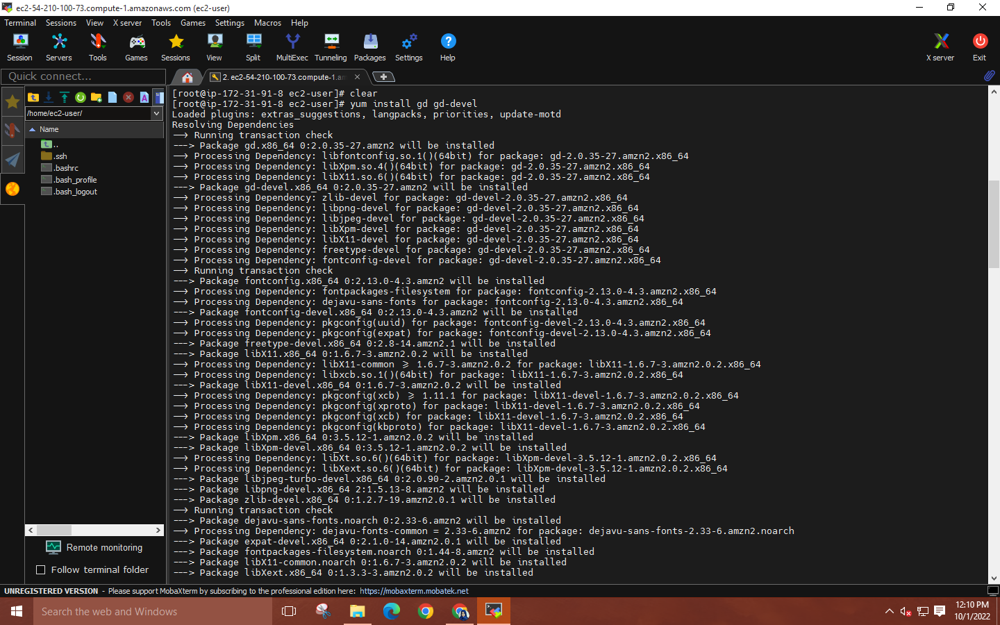 ec2-54-210-100-73.compute-1.amazonaws.com (ec2-user)
Terminal Sessions View X server Tools Games Settings Macros Help
Session Servers Tools Games Sessions View Split MultiExec Tunneling Packages Settings Help X server Exit
Quick connect...
2. ec2-54-210-100-73.compute-1.am
/home/ec2-user/
Name
..
.ssh
.bashrc
.bash_profile
.bash_logout
Remote monitoring
Follow terminal folder
[root@ip-172-31-91-8 ec2-user]# clear
[root@ip-172-31-91-8 ec2-user]# yum install gd gd-devel
Loaded plugins: extras_suggestions, langpacks, priorities, update-motd
Resolving Dependencies
--> Running transaction check
---> Package gd.x86_64 0:2.0.35-27.amzn2 will be installed
--> Processing Dependency: libfontconfig.so.1()(64bit) for package: gd-2.0.35-27.amzn2.x86_64
--> Processing Dependency: libXpm.so.4()(64bit) for package: gd-2.0.35-27.amzn2.x86_64
--> Processing Dependency: libX11.so.6()(64bit) for package: gd-2.0.35-27.amzn2.x86_64
---> Package gd-devel.x86_64 0:2.0.35-27.amzn2 will be installed
--> Processing Dependency: zlib-devel for package: gd-devel-2.0.35-27.amzn2.x86_64
--> Processing Dependency: libpng-devel for package: gd-devel-2.0.35-27.amzn2.x86_64
--> Processing Dependency: libjpeg-devel for package: gd-devel-2.0.35-27.amzn2.x86_64
--> Processing Dependency: libXpm-devel for package: gd-devel-2.0.35-27.amzn2.x86_64
--> Processing Dependency: libX11-devel for package: gd-devel-2.0.35-27.amzn2.x86_64
--> Processing Dependency: freetype-devel for package: gd-devel-2.0.35-27.amzn2.x86_64
--> Processing Dependency: fontconfig-devel for package: gd-devel-2.0.35-27.amzn2.x86_64
--> Running transaction check
---> Package fontconfig.x86_64 0:2.13.0-4.3.amzn2 will be installed
--> Processing Dependency: fontpackages-filesystem for package: fontconfig-2.13.0-4.3.amzn2.x86_64
--> Processing Dependency: dejavu-sans-fonts for package: fontconfig-2.13.0-4.3.amzn2.x86_64
---> Package fontconfig-devel.x86_64 0:2.13.0-4.3.amzn2 will be installed
--> Processing Dependency: pkgconfig(uuid) for package: fontconfig-devel-2.13.0-4.3.amzn2.x86_64
--> Processing Dependency: pkgconfig(expat) for package: fontconfig-devel-2.13.0-4.3.amzn2.x86_64
---> Package freetype-devel.x86_64 0:2.8-14.amzn2.1 will be installed
---> Package libX11.x86_64 0:1.6.7-3.amzn2.0.2 will be installed
--> Processing Dependency: libX11-common >= 1.6.7-3.amzn2.0.2 for package: libX11-1.6.7-3.amzn2.0.2.x86_64
--> Processing Dependency: libxcb.so.1()(64bit) for package: libX11-1.6.7-3.amzn2.0.2.x86_64
---> Package libX11-devel.x86_64 0:1.6.7-3.amzn2.0.2 will be installed
--> Processing Dependency: pkgconfig(xcb) >= 1.11.1 for package: libX11-devel-1.6.7-3.amzn2.0.2.x86_64
--> Processing Dependency: pkgconfig(xproto) for package: libX11-devel-1.6.7-3.amzn2.0.2.x86_64
--> Processing Dependency: pkgconfig(xcb) for package: libX11-devel-1.6.7-3.amzn2.0.2.x86_64
--> Processing Dependency: pkgconfig(kbproto) for package: libX11-devel-1.6.7-3.amzn2.0.2.x86_64
---> Package libXpm.x86_64 0:3.5.12-1.amzn2.0.2 will be installed
---> Package libXpm-devel.x86_64 0:3.5.12-1.amzn2.0.2 will be installed
--> Processing Dependency: libXt.so.6()(64bit) for package: libXpm-devel-3.5.12-1.amzn2.0.2.x86_64
--> Processing Dependency: libXext.so.6()(64bit) for package: libXpm-devel-3.5.12-1.amzn2.0.2.x86_64
---> Package libjpeg-turbo-devel.x86_64 0:2.0.90-2.amzn2.0.1 will be installed
---> Package libpng-devel.x86_64 2:1.5.13-8.amzn2 will be installed
---> Package zlib-devel.x86_64 0:1.2.7-19.amzn2.0.1 will be installed
--> Running transaction check
---> Package dejavu-sans-fonts.noarch 0:2.33-6.amzn2 will be installed
--> Processing Dependency: dejavu-fonts-common = 2.33-6.amzn2 for package: dejavu-sans-fonts-2.33-6.amzn2.noarch
---> Package expat-devel.x86_64 0:2.1.0-14.amzn2.0.1 will be installed
---> Package fontpackages-filesystem.noarch 0:1.44-8.amzn2 will be installed
---> Package libX11-common.noarch 0:1.6.7-3.amzn2.0.2 will be installed
---> Package libXext.x86_64 0:1.3.3-3.amzn2.0.2 will be installed
UNREGISTERED VERSION - Please support MobaXterm by subscribing to the professional edition here: https://mobaxterm.mobatek.net
Search the web and Windows
12:10 PM
10/1/2022